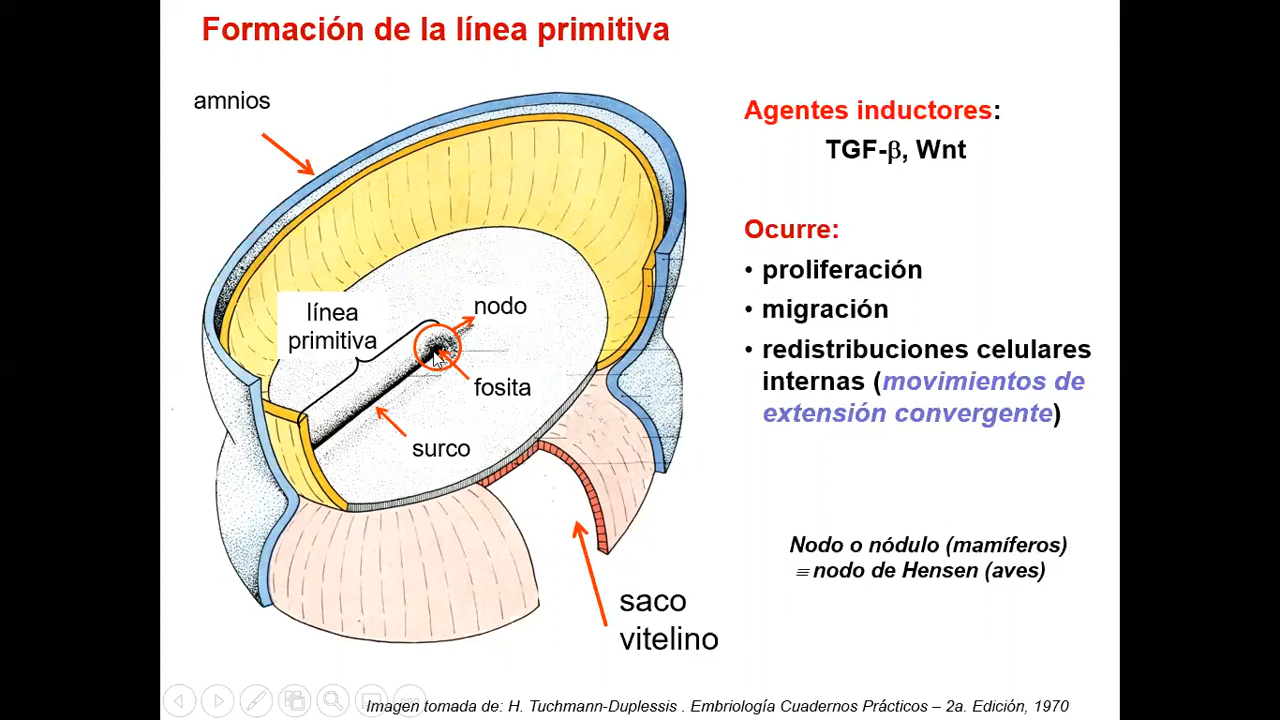 Formación de la línea primitiva
amnios
línea
primitiva
nodo
fosita
surco
saco
vitelino
Agentes inductores:
TGF-β, Wnt
Ocurre:
• proliferación
• migración
• redistribuciones celulares
internas (movimientos de
extensión convergente)
Nodo o nódulo (mamíferos)
≡ nodo de Hensen (aves)
Imagen tomada de: H. Tuchmann-Duplessis . Embriología Cuadernos Prácticos – 2a. Edición, 1970